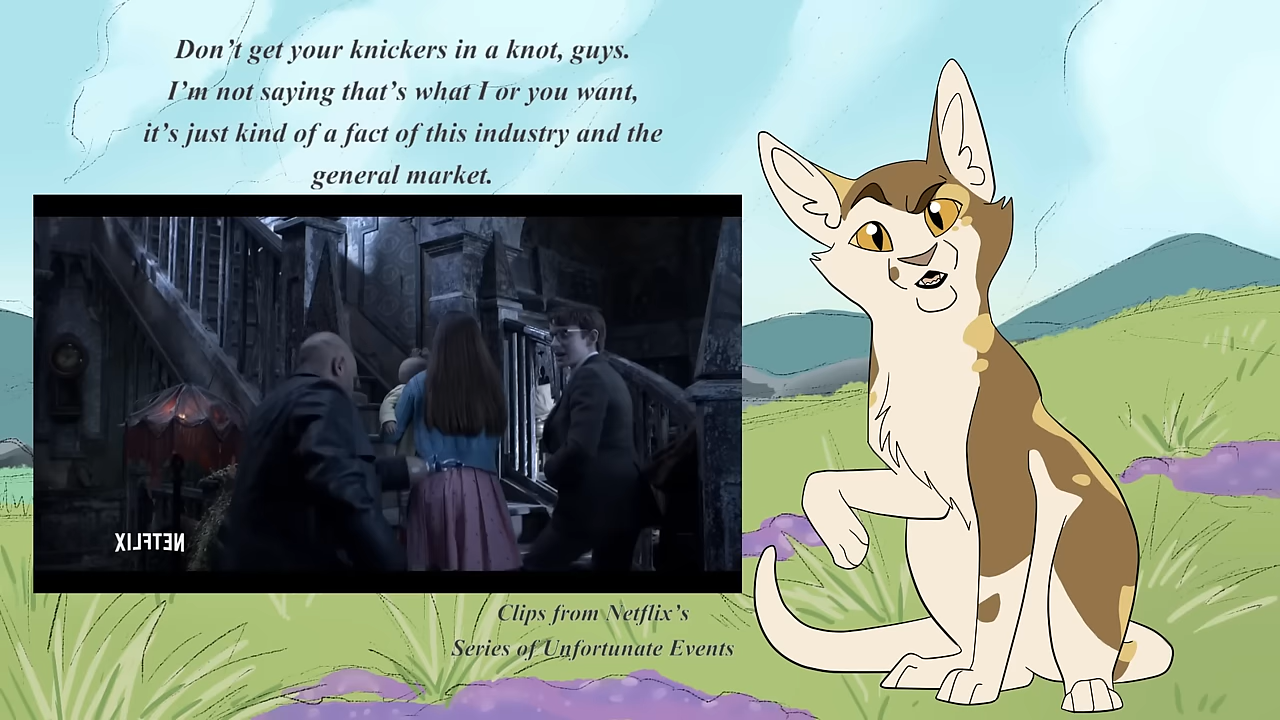 Don't get your knickers in a knot, guys.
I'm not saying that's what I or you want,
it's just kind of a fact of this industry and the
general market.
NETFLIX
Clips from Netflix's
Series of Unfortunate Events